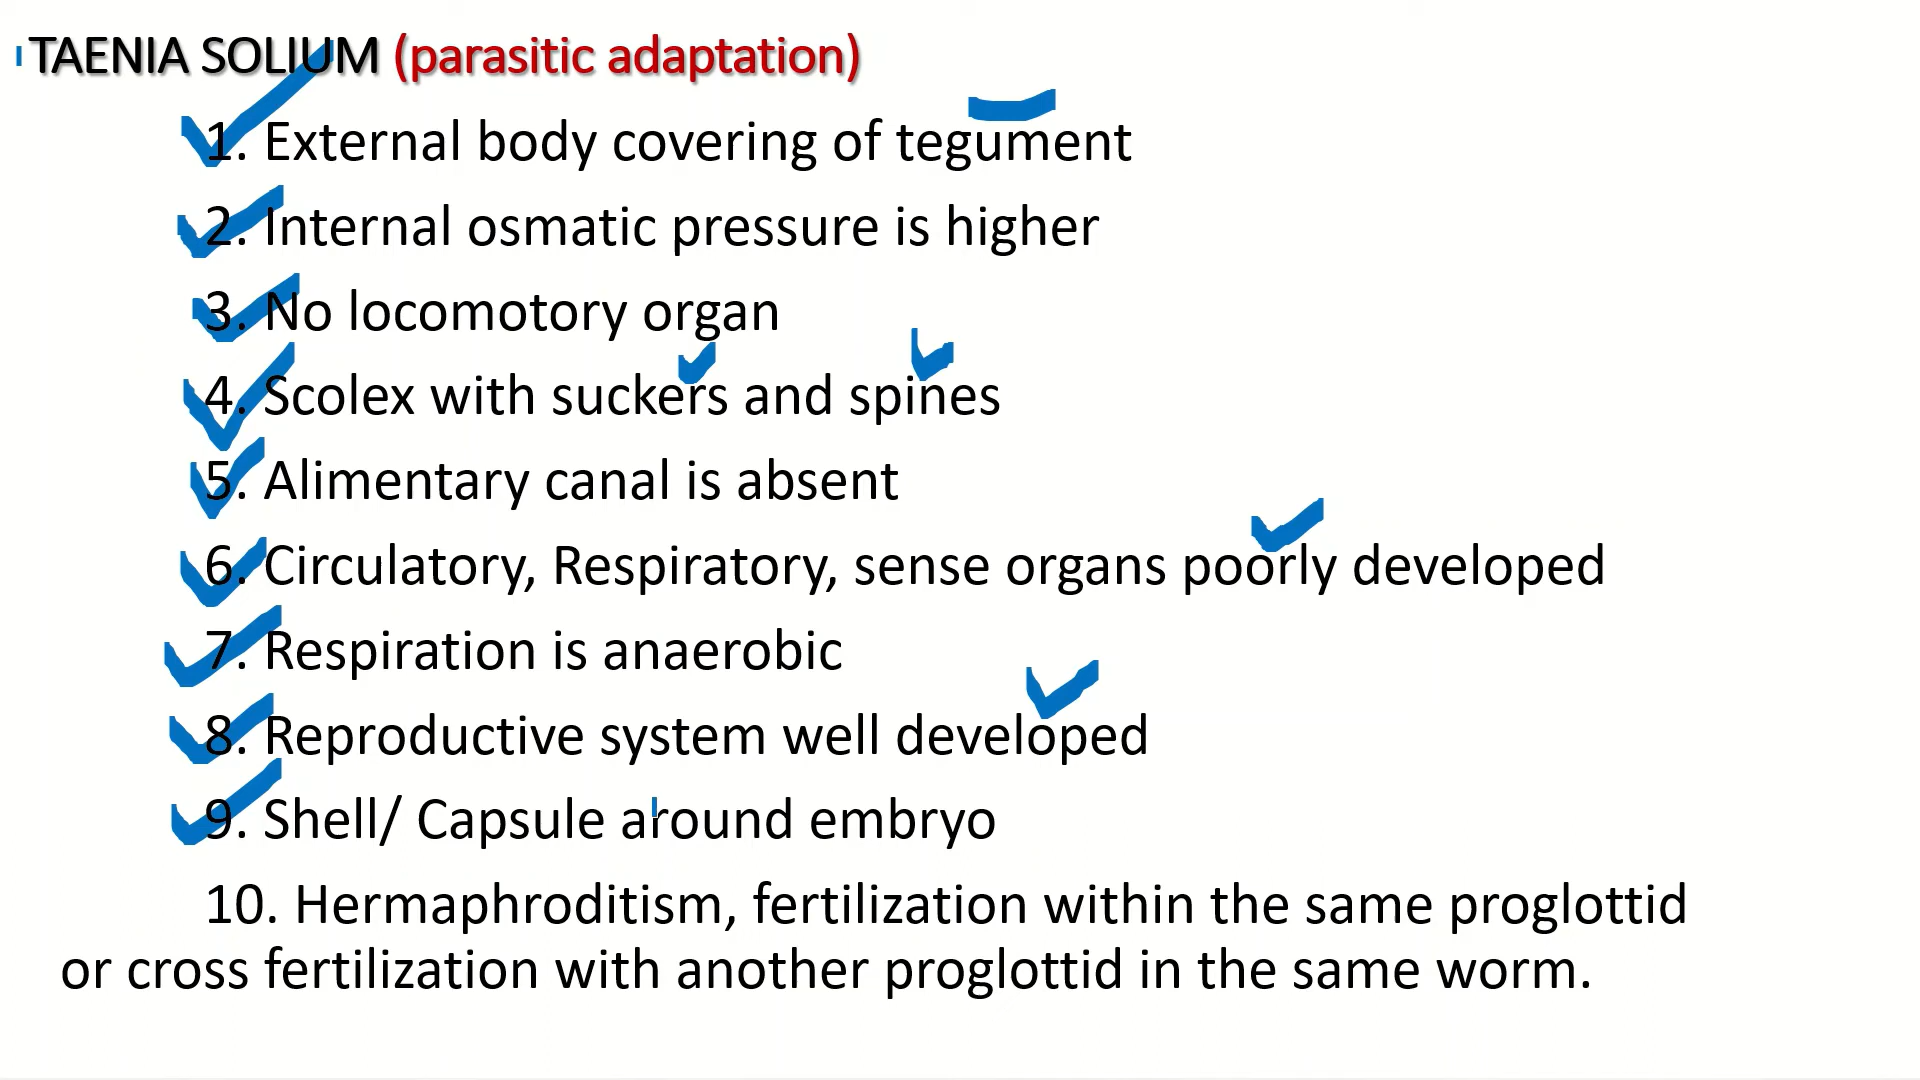 TAENIA SOLIUM (parasitic adaptation)
1. External body covering of tegument
2. Internal osmatic pressure is higher
3. No locomotory organ
4. Scolex with suckers and spines
5. Alimentary canal is absent
6. Circulatory, Respiratory, sense organs poorly developed
7. Respiration is anaerobic
8. Reproductive system well developed
9. Shell/ Capsule around embryo
10. Hermaphroditism, fertilization within the same proglottid
or cross fertilization with another proglottid in the same worm.